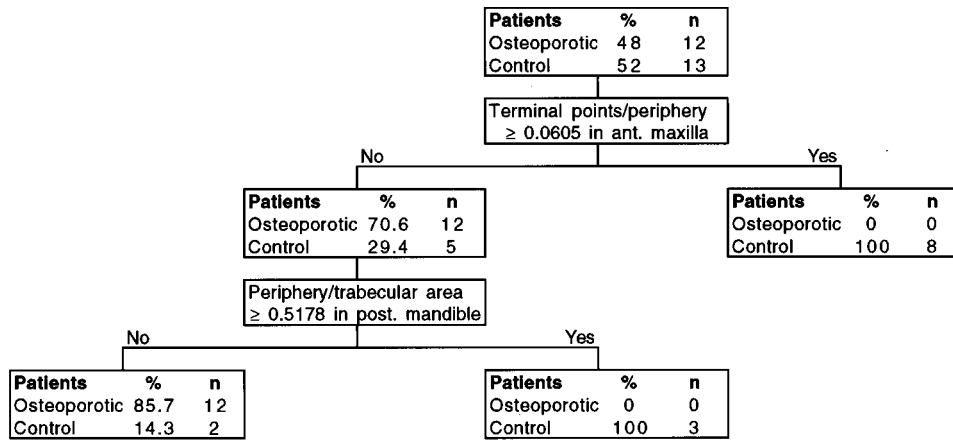 Patients % n
Osteoporotic 48 12
Control 52 13
Terminal points/periphery
≥ 0.0605 in ant. maxilla
No
Yes
Patients % n
Osteoporotic 70.6 12
Control 29.4 5
Patients % n
Osteoporotic 0 0
Control 100 8
Periphery/trabecular area
≥ 0.5178 in post. mandible
No
Yes
Patients % n
Osteoporotic 85.7 12
Control 14.3 2
Patients % n
Osteoporotic 0 0
Control 100 3